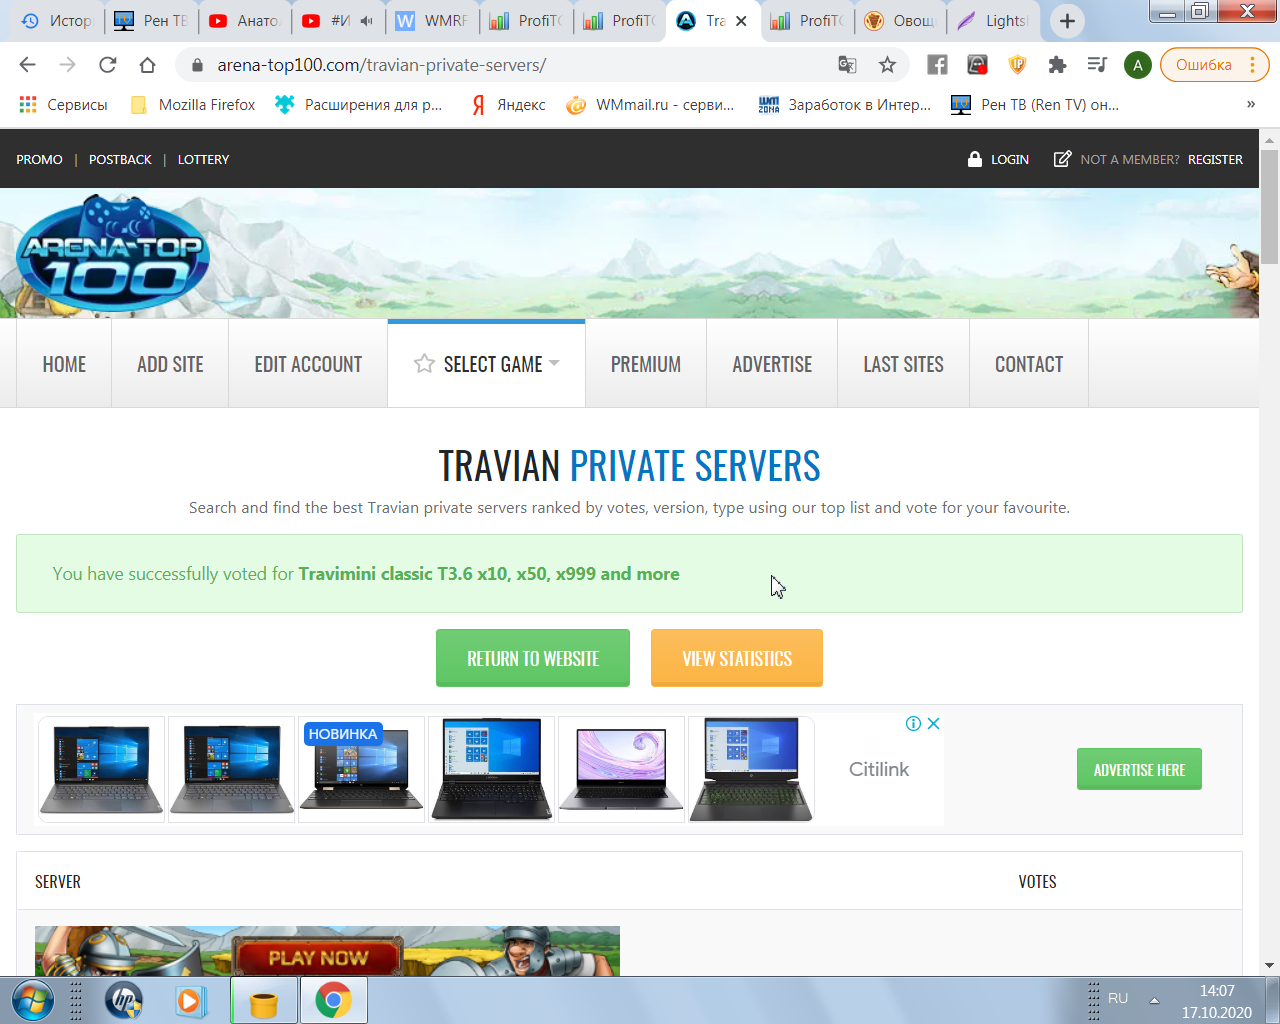 Истор
Рен ТВ
Анато
#И
WMRF
ProfiTC
ProfiTC
Tra
ProfiTC
Овощ
Lights
arena-top100.com/travian-private-servers/
A
Ошибка
Сервисы
Mozilla Firefox
Расширения для р...
Яндекс
WMmail.ru - серви...
Заработок в Интер...
Рен ТВ (Ren TV) он...
»
PROMO | POSTBACK | LOTTERY
LOGIN
NOT A MEMBER? REGISTER
ARENA-TOP
100
HOME
ADD SITE
EDIT ACCOUNT
SELECT GAME
PREMIUM
ADVERTISE
LAST SITES
CONTACT
TRAVIAN PRIVATE SERVERS
Search and find the best Travian private servers ranked by votes, version, type using our top list and vote for your favourite.
You have successfully voted for Travimini classic T3.6 x10, x50, x999 and more
RETURN TO WEBSITE
VIEW STATISTICS
НОВИНКА
Citilink
ADVERTISE HERE
SERVER
VOTES
PLAY NOW
RU
14:07
17.10.2020